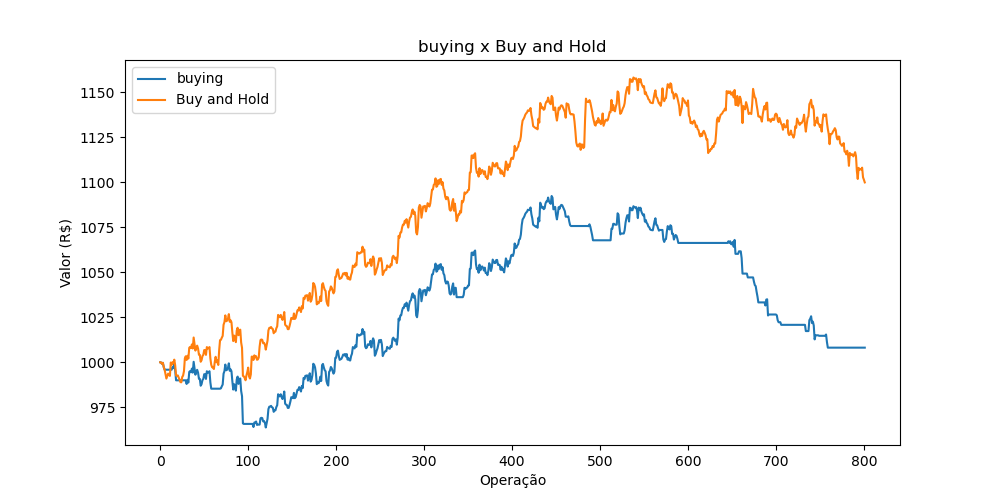 buying x Buy and Hold
buying
Buy and Hold
Valor (R$)
1150
1125
1100
1075
1050
1025
1000
975
0 100 200 300 400 500 600 700 800
Operação